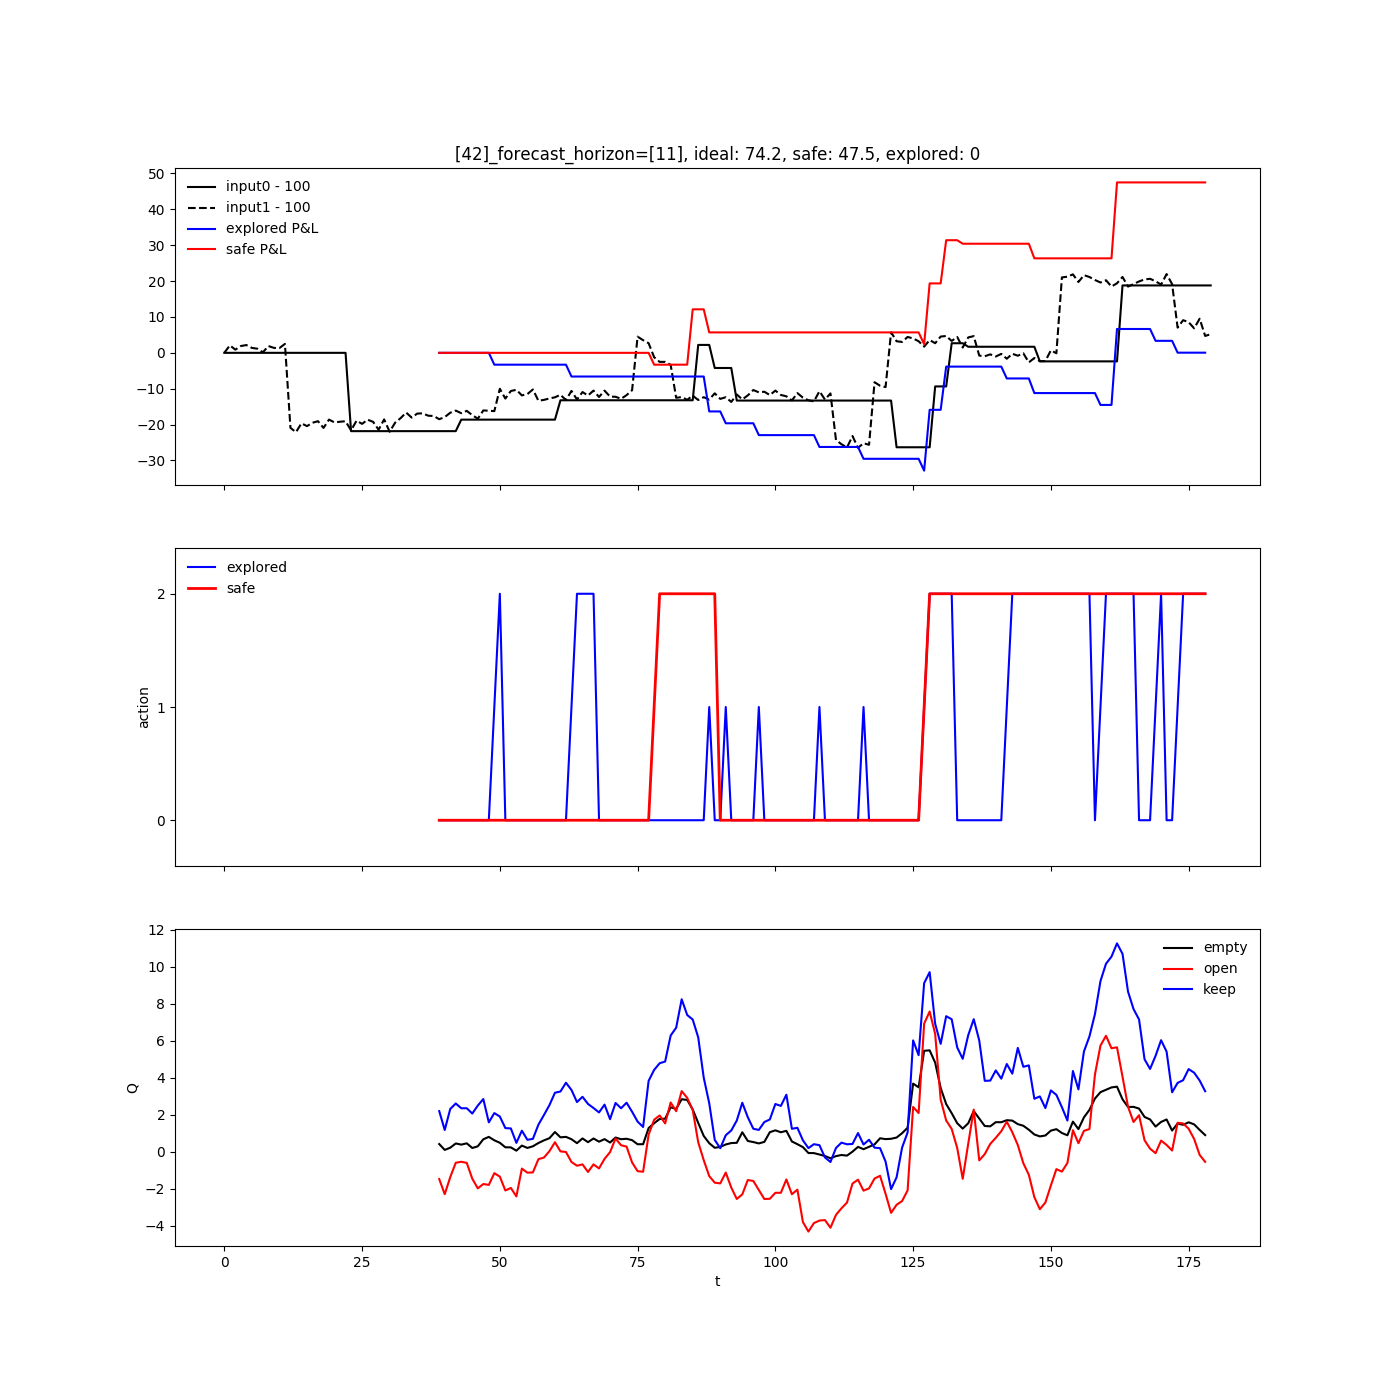 [42]_forecast_horizon=[11], ideal: 74.2, safe: 47.5, explored: 0
50
40
30
20
10
0
−10
−20
−30
input0 - 100
input1 - 100
explored P&L
safe P&L
explored
safe
action
2
1
0
empty
open
keep
Q
12
10
8
6
4
2
0
−2
−4
0 25 50 75 100 125 150 175
t